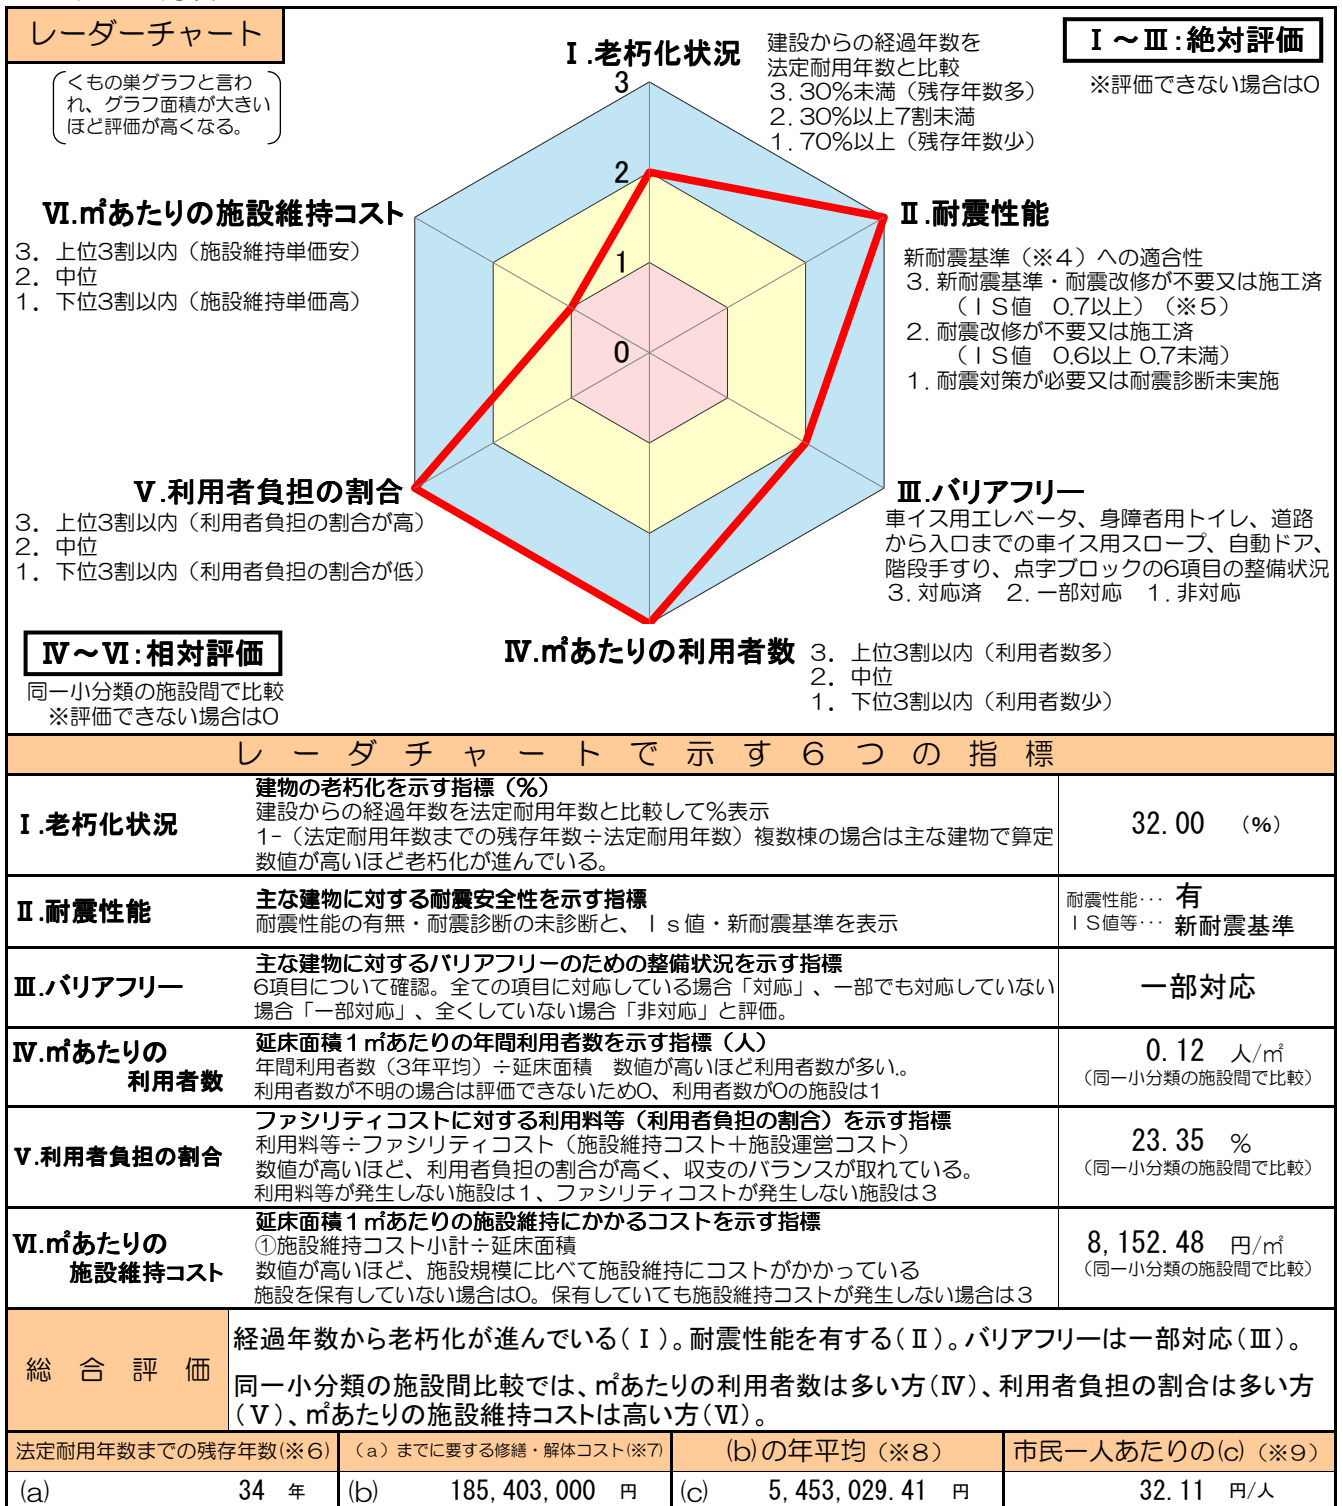 レーダーチャート
くもの巣グラフと言わ
れ、グラフ面積が大きい
ほど評価が高くなる。
Ⅰ.老朽化状況
建設からの経過年数を
法定耐用年数と比較
3.30%未満（残存年数多）
2.30%以上7割未満
1.70%以上（残存年数少）
Ⅰ～Ⅲ:絶対評価
※評価できない場合は0
3
2
1
0
Ⅵ.㎡あたりの施設維持コスト
3. 上位3割以内（施設維持単価安）
2. 中位
1. 下位3割以内（施設維持単価高）
Ⅱ.耐震性能
新耐震基準（※4）への適合性
3.新耐震基準・耐震改修が不要又は施工済
（ＩＳ値　0.7以上）（※5）
2.耐震改修が不要又は施工済
（ＩＳ値　0.6以上 0.7未満）
1.耐震対策が必要又は耐震診断未実施
Ⅴ.利用者負担の割合
3. 上位3割以内（利用者負担の割合が高）
2. 中位
1. 下位3割以内（利用者負担の割合が低）
Ⅲ.バリアフリー
車イス用エレベータ、身障者用トイレ、道路
から入口までの車イス用スロープ、自動ドア、
階段手すり、点字ブロックの6項目の整備状況
3.対応済　2.一部対応　1.非対応
Ⅳ～Ⅵ:相対評価
同一小分類の施設間で比較
※評価できない場合は0
Ⅳ.㎡あたりの利用者数
3. 上位3割以内（利用者数多）
2. 中位
1. 下位3割以内（利用者数少）
レーダチャートで示す6つの指標
Ⅰ.老朽化状況
建物の老朽化を示す指標（%）
建設からの経過年数を法定耐用年数と比較して%表示
1-（法定耐用年数までの残存年数÷法定耐用年数）複数棟の場合は主な建物で算定
数値が高いほど老朽化が進んでいる。
32.00 （%）
Ⅱ.耐震性能
主な建物に対する耐震安全性を示す指標
耐震性能の有無・耐震診断の未診断と、Ｉｓ値・新耐震基準を表示
耐震性能… 有
ＩＳ値等… 新耐震基準
Ⅲ.バリアフリー
主な建物に対するバリアフリーのための整備状況を示す指標
6項目について確認。全ての項目に対応している場合「対応」、一部でも対応していない
場合「一部対応」、全くしていない場合「非対応」と評価。
一部対応
Ⅳ.㎡あたりの
利用者数
延床面積１㎡あたりの年間利用者数を示す指標（人）
年間利用者数（3年平均）÷延床面積　数値が高いほど利用者数が多い。
利用者数が不明の場合は評価できないため0、利用者数が0の施設は1
0.12 人/㎡
（同一小分類の施設間で比較）
Ⅴ.利用者負担の割合
ファシリティコストに対する利用料等（利用者負担の割合）を示す指標
利用料等÷ファシリティコスト（施設維持コスト＋施設運営コスト）
数値が高いほど、利用者負担の割合が高く、収支のバランスが取れている。
利用料等が発生しない施設は１、ファシリティコストが発生しない施設は３
23.35 %
（同一小分類の施設間で比較）
Ⅵ.㎡あたりの
施設維持コスト
延床面積１㎡あたりの施設維持にかかるコストを示す指標
①施設維持コスト小計÷延床面積
数値が高いほど、施設規模に比べて施設維持にコストがかかっている
施設を保有していない場合は0。保有していても施設維持コストが発生しない場合は３
8,152.48 円/㎡
（同一小分類の施設間で比較）
総合評価
経過年数から老朽化が進んでいる(Ⅰ)。耐震性能を有する(Ⅱ)。バリアフリーは一部対応(Ⅲ)。
同一小分類の施設間比較では、㎡あたりの利用者数は多い方(Ⅳ)、利用者負担の割合は多い方
(Ⅴ)、㎡あたりの施設維持コストは高い方(Ⅵ)。
法定耐用年数までの残存年数(※6)
（a）までに要する修繕・解体コスト(※7)
(b)の年平均（※8）
市民一人あたりの(c)（※9）
(a) 34 年
(b) 185,403,000 円
(c) 5,453,029.41 円
32.11 円/人